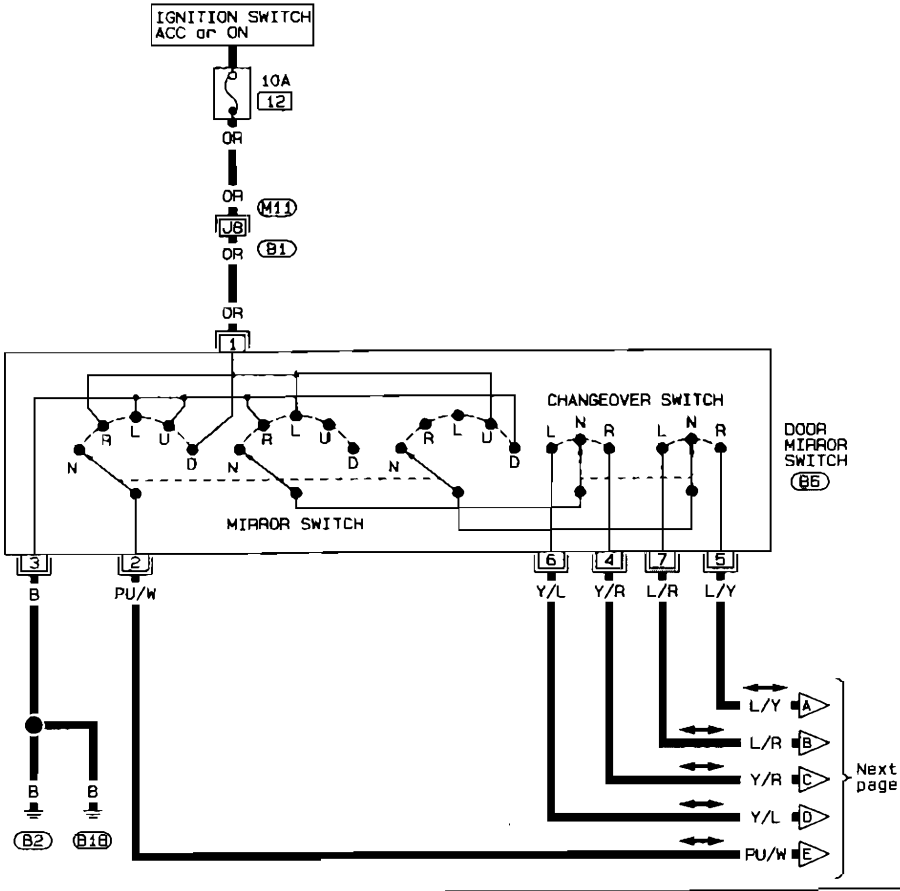 IGNITION SWITCH
ACC or ON
10A
12
OR
OR
M11
J8
B1
OR
OR
1
CHANGEOVER SWITCH
R L U
R L U
R L U
L N R
L N R
N D
N D
N D
DOOR
MIRROR
SWITCH
B6
MIRROR SWITCH
3 2 6 4 7 5
B PU/W Y/L Y/R L/R L/Y
L/Y A
L/R B
Y/R C
Next
page
B B
Y/L D
B2 B18
PU/W E